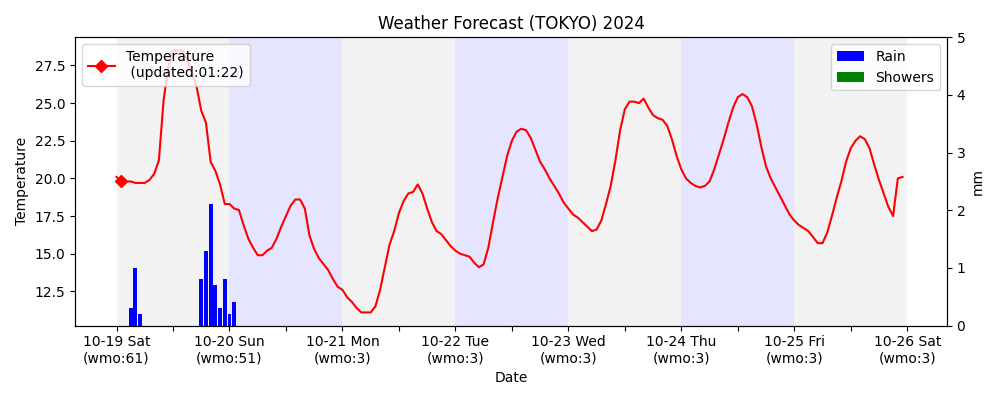 Weather Forecast (TOKYO) 2024
Temperature
(updated:01:22)
Rain
Showers
Temperature
27.5
25.0
22.5
20.0
17.5
15.0
12.5
5
4
3
2
1
0
mm
10-19 Sat
(wmo:61)
10-20 Sun
(wmo:51)
10-21 Mon
(wmo:3)
10-22 Tue
(wmo:3)
10-23 Wed
(wmo:3)
10-24 Thu
(wmo:3)
10-25 Fri
(wmo:3)
10-26 Sat
(wmo:3)
Date